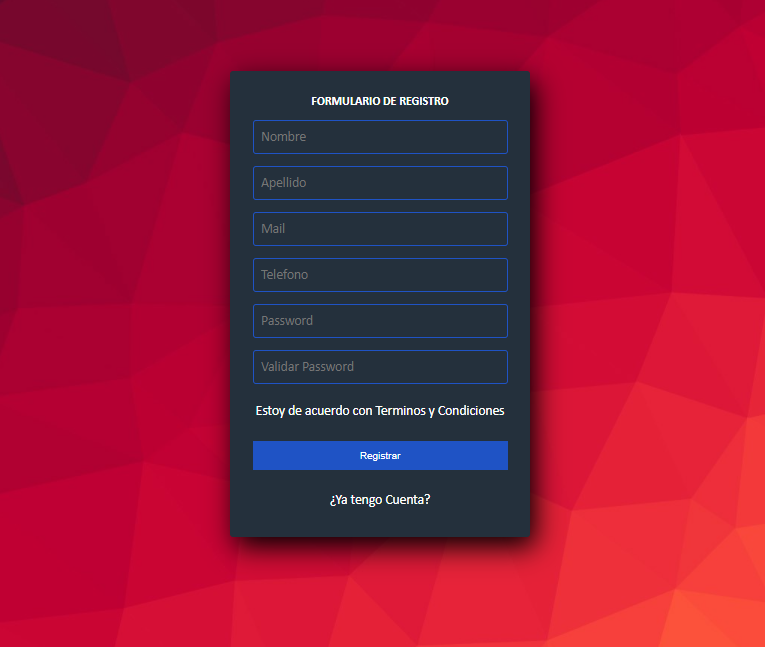 FORMULARIO DE REGISTRO
Nombre
Apellido
Mail
Telefono
Password
Validar Password
Estoy de acuerdo con Terminos y Condiciones
Registrar
¿Ya tengo Cuenta?